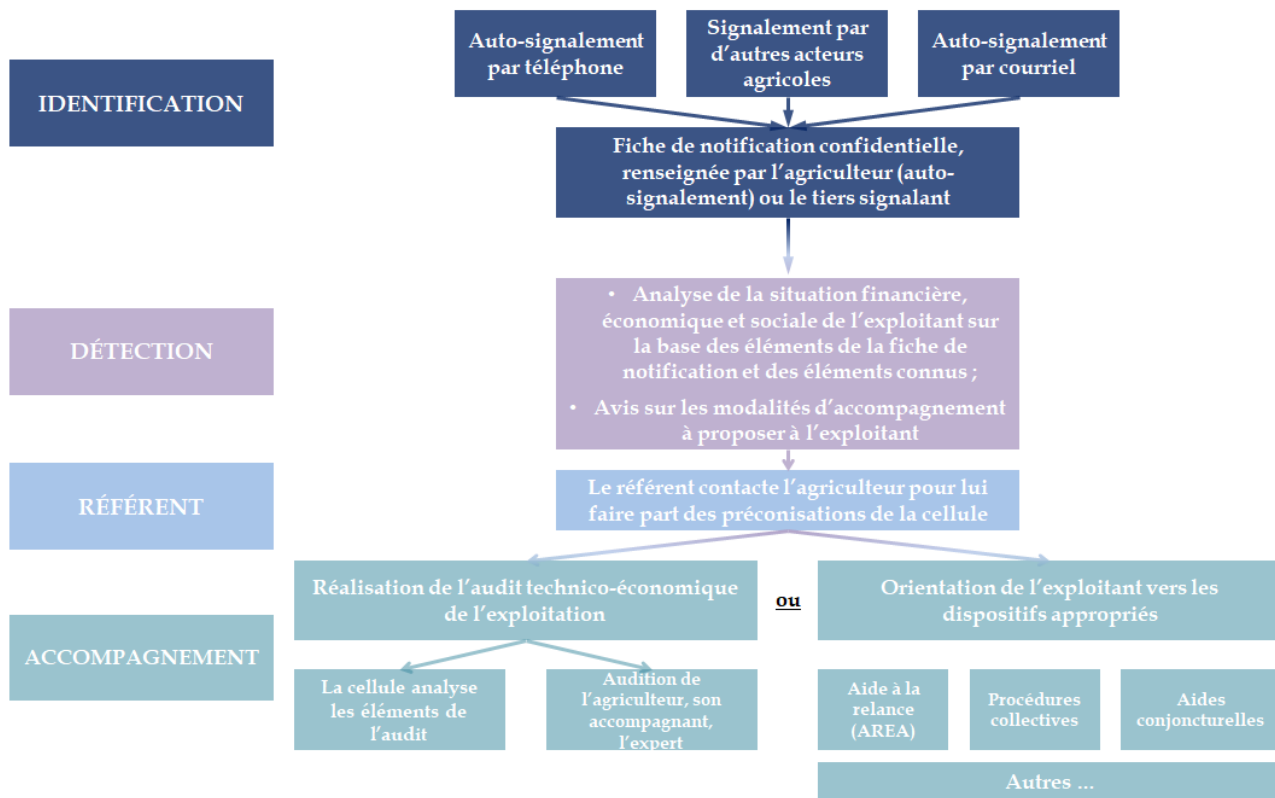 Auto-signalement
par téléphone
Signalement par
d’autres acteurs
agricoles
Auto-signalement
par courriel
IDENTIFICATION
Fiche de notification confidentielle,
renseignée par l’agriculteur (auto-
signalement) ou le tiers signalant
DÉTECTION
• Analyse de la situation financière,
économique et sociale de l’exploitant sur
la base des éléments de la fiche de
notification et des éléments connus ;
• Avis sur les modalités d’accompagnement
à proposer à l’exploitant
RÉFÉRENT
Le référent contacte l’agriculteur pour lui
faire part des préconisations de la cellule
ACCOMPAGNEMENT
Réalisation de l’audit technico-économique
de l’exploitation
ou
Orientation de l’exploitant vers les
dispositifs appropriés
La cellule analyse
les éléments de
l’audit
Audition de
l’agriculteur, son
accompagnant,
l’expert
Aide à la
relance
(AREA)
Procédures
collectives
Aides
conjoncturelles
Autres ...